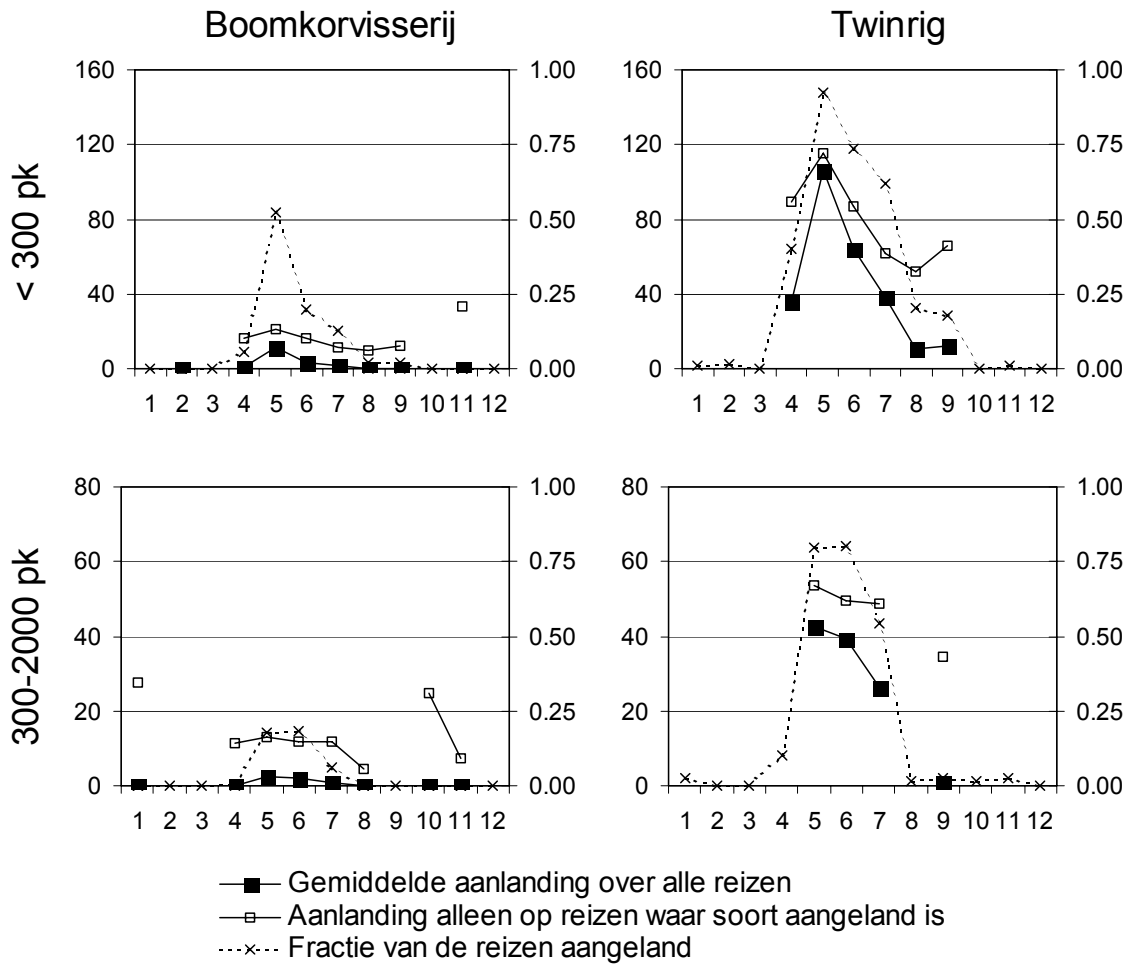 Boomkorvisserij Twinrig
< 300 pk
160 1.00 160 1.00
120 0.75 120 0.75
80 0.50 80 0.50
40 0.25 40 0.25
0 0.00 0 0.00
1 2 3 4 5 6 7 8 9 10 11 12 1 2 3 4 5 6 7 8 9 10 11 12
300-2000 pk
80 1.00 80 1.00
60 0.75 60 0.75
40 0.50 40 0.50
20 0.25 20 0.25
0 0.00 0 0.00
1 2 3 4 5 6 7 8 9 10 11 12 1 2 3 4 5 6 7 8 9 10 11 12
Gemiddelde aanlanding over alle reizen
Aanlanding alleen op reizen waar soort aangeland is
Fractie van de reizen aangeland